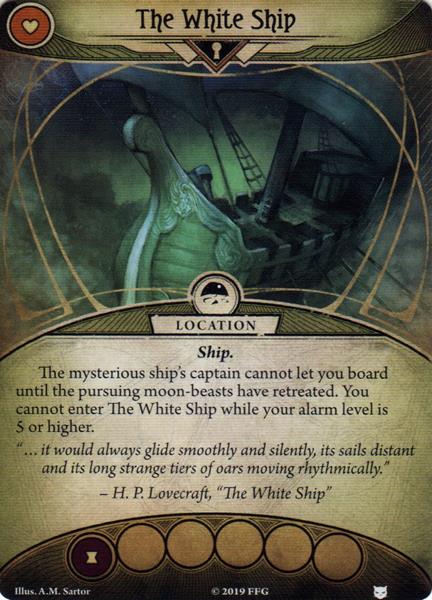 The White Ship
LOCATION
Ship.
The mysterious ship's captain cannot let you board
until the pursuing moon-beasts have retreated. You
cannot enter The White Ship while your alarm level is
5 or higher.
“… it would always glide smoothly and silently, its sails distant
and its long strange tiers of oars moving rhythmically.”
– H. P. Lovecraft, “The White Ship”
Illus. A.M. Sartor
© 2019 FFG